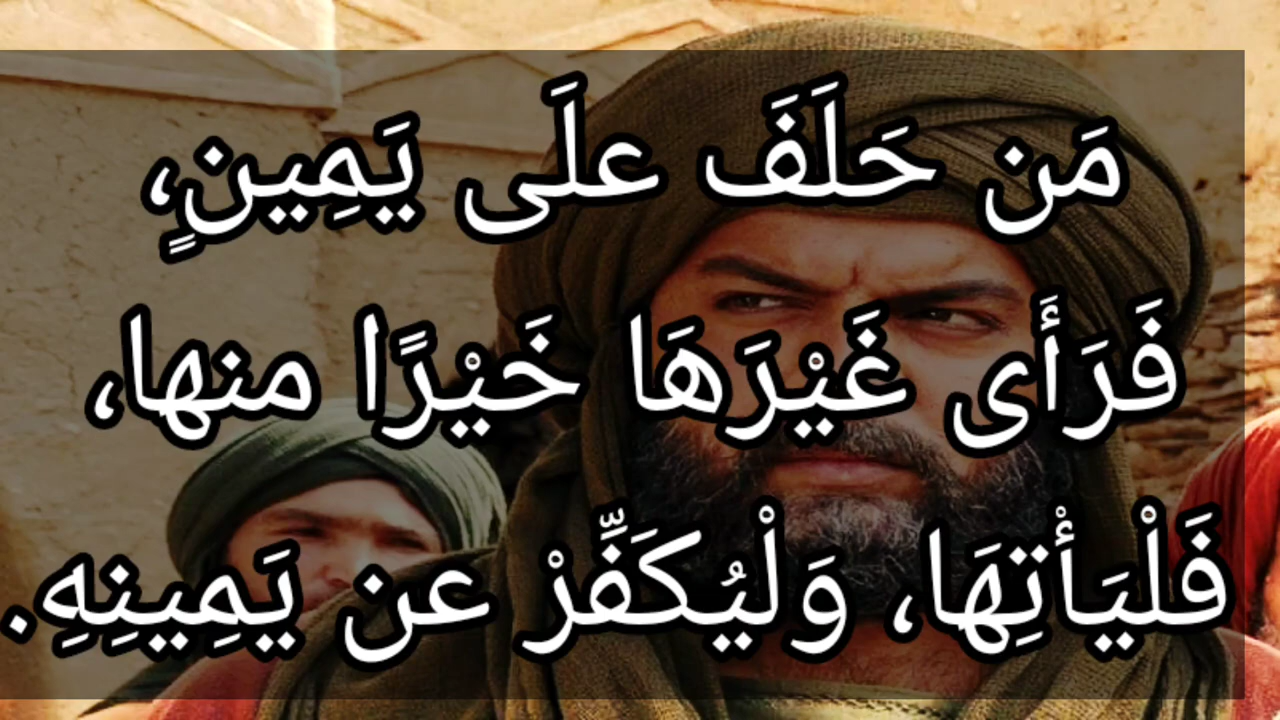 مَن حَلَفَ علَى يَمِينٍ،
فَرَأَى غَيْرَهَا خَيْرًا منها،
فَلْيَأْتِهَا، وَلْيُكَفِّرْ عن يَمِينِهِ.